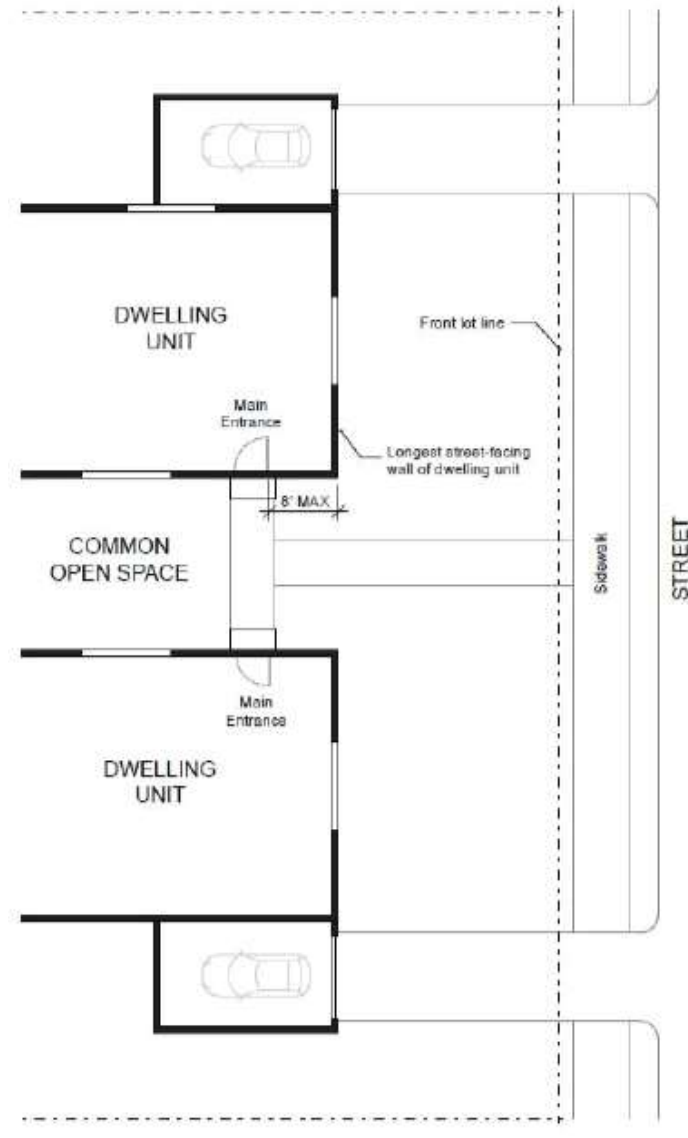 DWELLING
UNIT
Front lot line
Main
Entrance
Longest street-facing
wall of dwelling unit
8' MAX
COMMON
OPEN SPACE
Sidewalk
STREET
Main
Entrance
DWELLING
UNIT